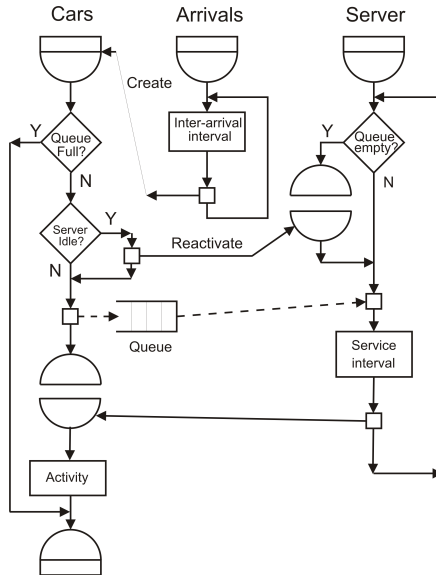 Cars
Arrivals
Server
Create
Y
Queue
Full?
N
Inter-arrival
interval
Y
Queue
empty?
N
Server
Idle?
Y
N
Reactivate
Queue
Service
interval
Activity